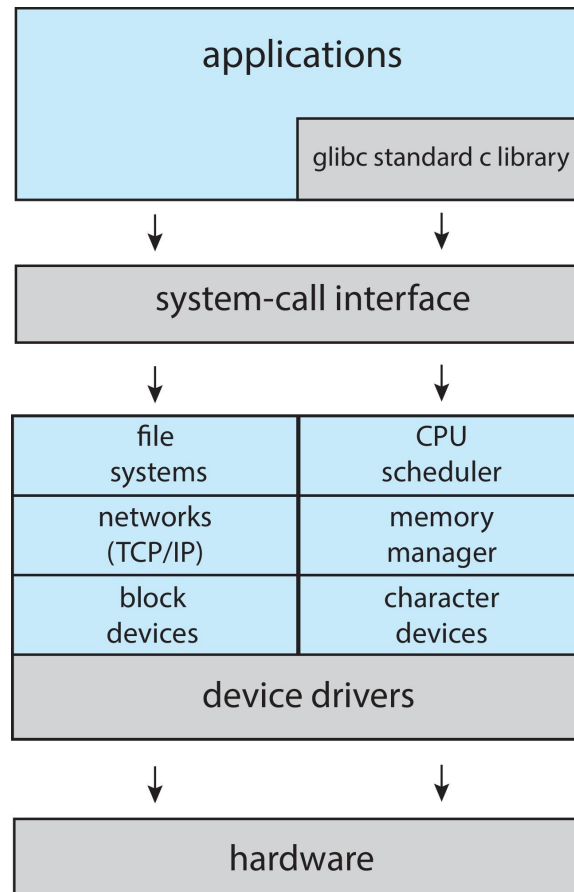 applications
glibc standard c library
system-call interface
file
systems
CPU
scheduler
networks
(TCP/IP)
memory
manager
block
devices
character
devices
device drivers
hardware